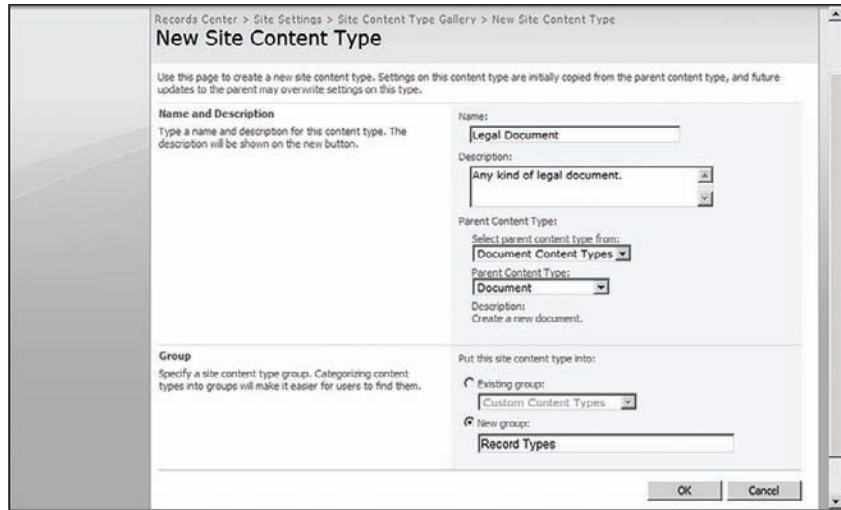 Records Center > Site Settings > Site Content Type Gallery > New Site Content Type
New Site Content Type
Use this page to create a new site content type. Settings on this content type are initially copied from the parent content type, and future
updates to the parent may overwrite settings on this type.
Name and Description
Type a name and description for this content type. The
description will be shown on the new button.
Name:
Legal Document
Description:
Any kind of legal document.
Parent Content Type:
Select parent content type from:
Document Content Types
Parent Content Type:
Document
Description:
Create a new document.
Group
Specify a site content type group. Categorizing content
types into groups will make it easier for users to find them.
Put this site content type into:
Existing group:
Custom Content Types
New group:
Record Types
OK Cancel